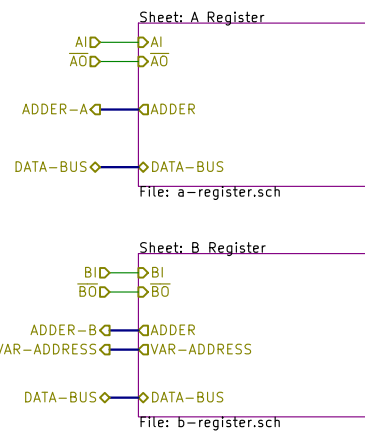 Sheet: A Register
AI AI
AO AO
ADDER-A ADDER
DATA-BUS DATA-BUS
File: a-register.sch
Sheet: B Register
BI BI
BO BO
ADDER-B ADDER
VAR-ADDRESS VAR-ADDRESS
DATA-BUS DATA-BUS
File: b-register.sch